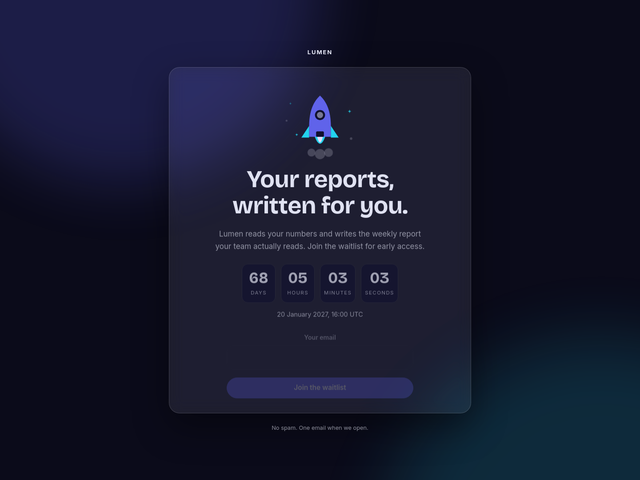 LUMEN
Your reports,
written for you.
Lumen reads your numbers and writes the weekly report
your team actually reads. Join the waitlist for early access.
68 05 03 03
DAYS HOURS MINUTES SECONDS
20 January 2027, 16:00 UTC
Your email
Join the waitlist
No spam. One email when we open.